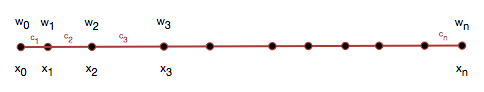 w₀ w₁ w₂ w₃ wₙ
c₁ c₂ c₃ cₙ
x₀ x₁ x₂ x₃ xₙ